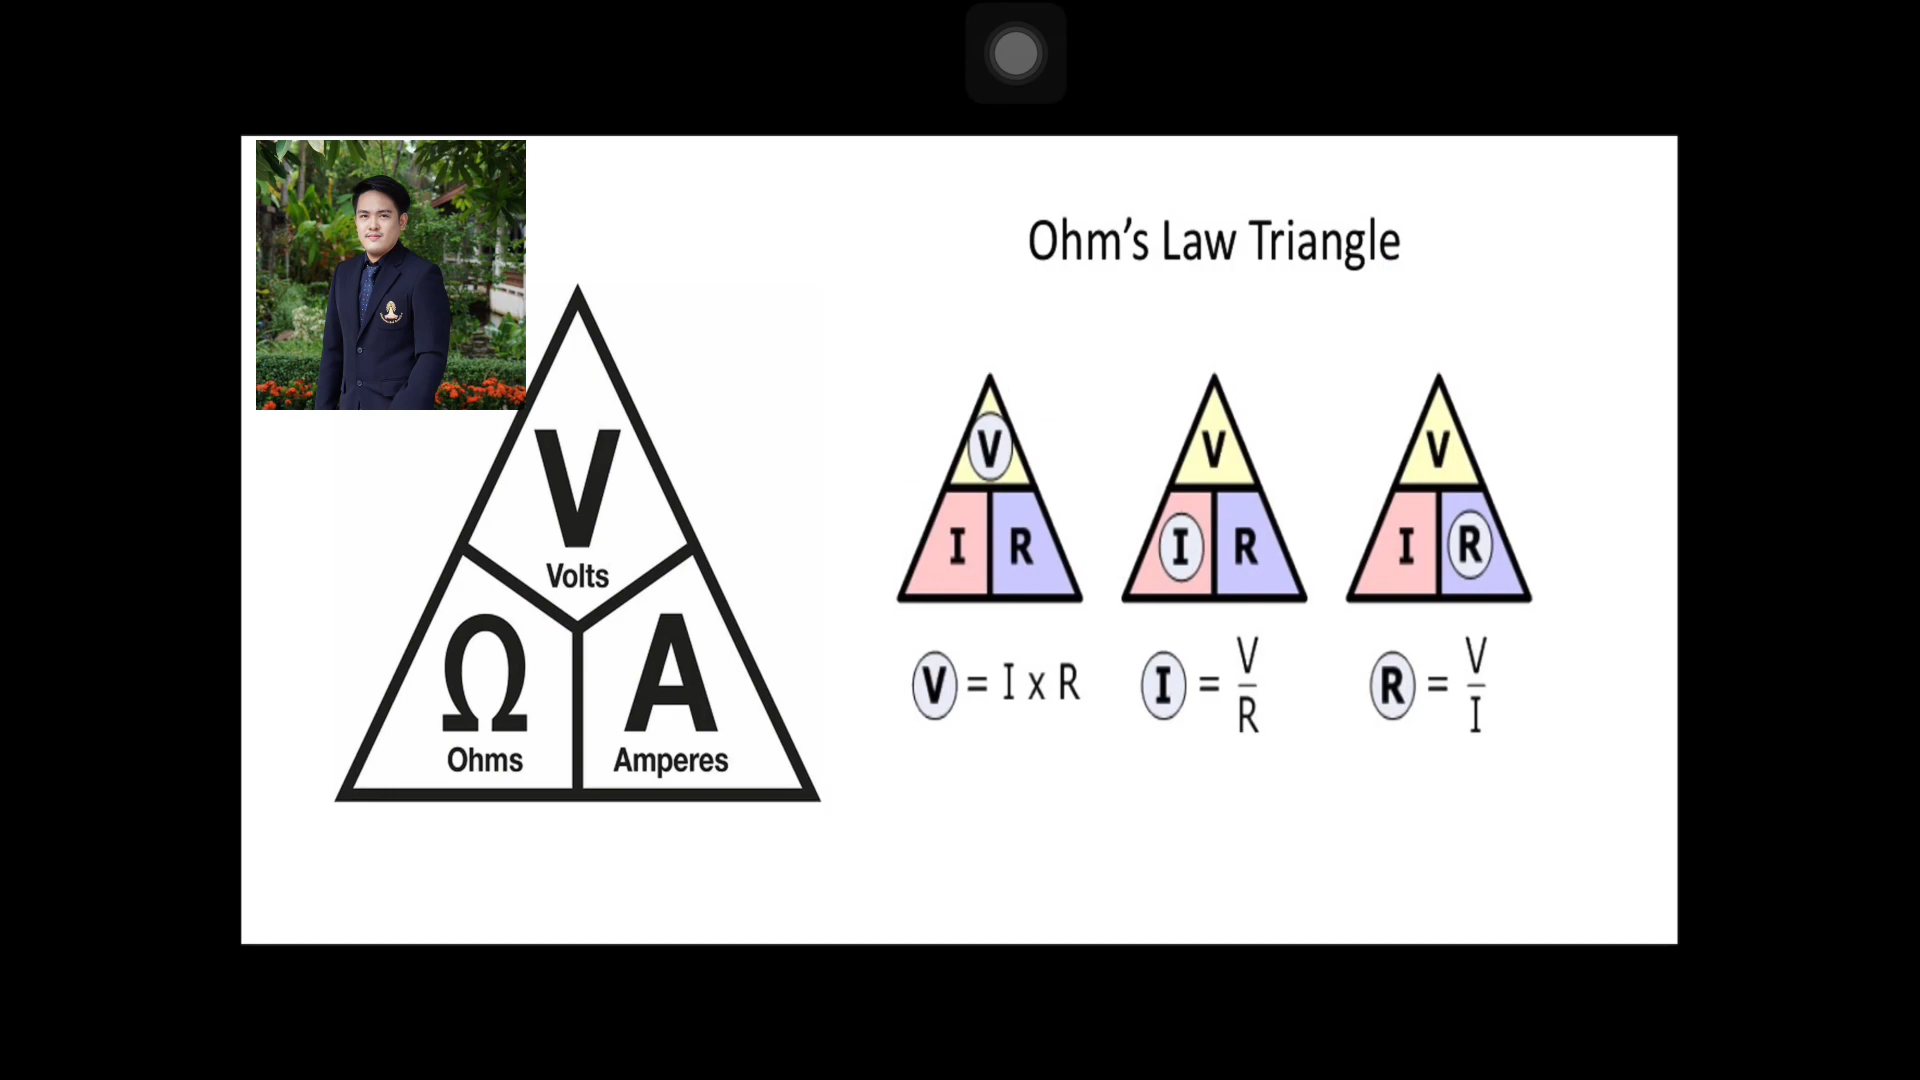 Ohm's Law Triangle
V
Volts
Ω
Ohms
A
Amperes
V
I R
V
I R
V
I R
V = I x R
I = V/R
R = V/I